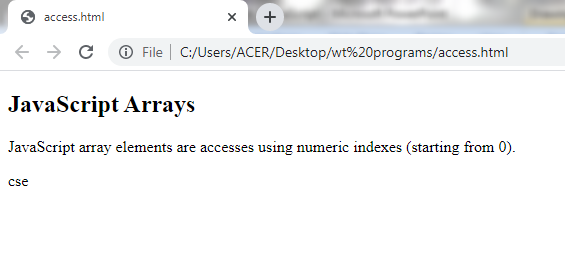 access.html
File
C:/Users/ACER/Desktop/wt%20programs/access.html
JavaScript Arrays
JavaScript array elements are accesses using numeric indexes (starting from 0).
cse